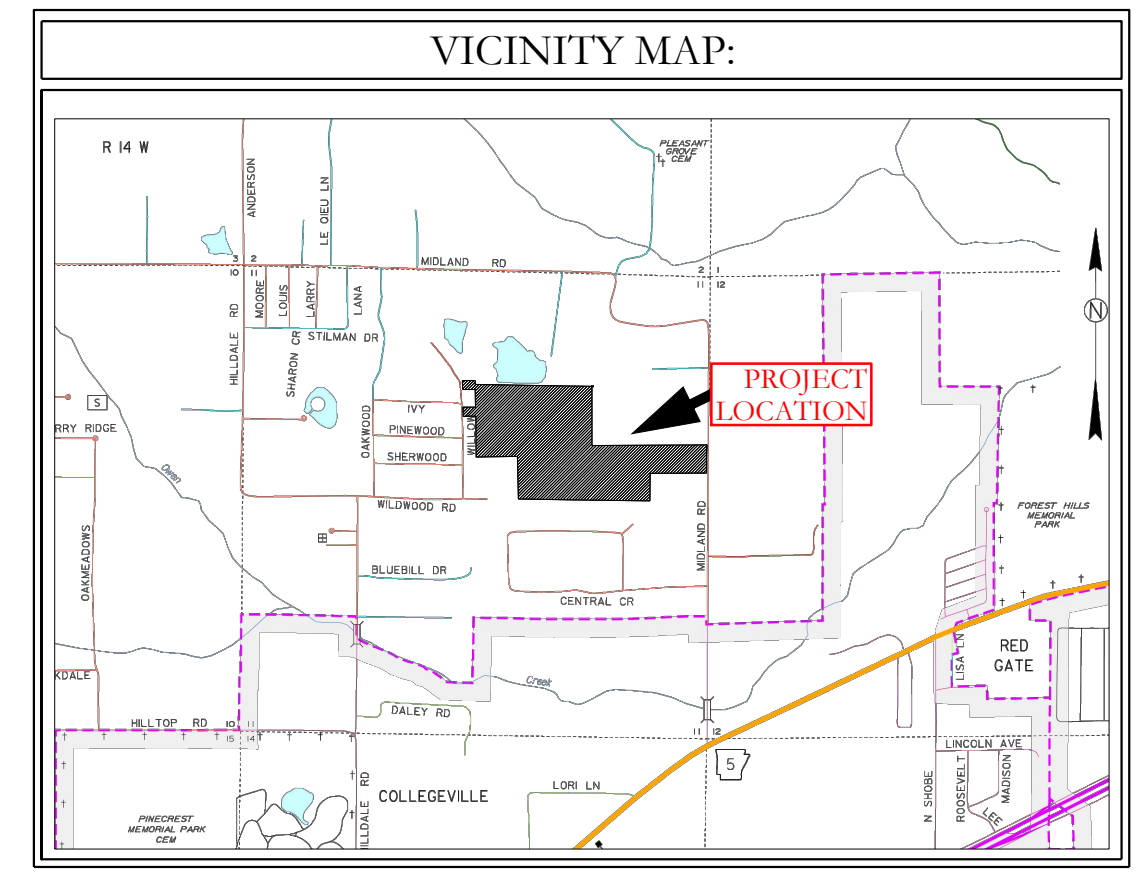 VICINITY MAP:
R 14 W
PLEASANT
GROVE
CEM
ANDERSON
LE QIEU LN
3 2
10 11
MIDLAND RD
2 1
11 12
HILLDALE RD
MOORE
LOUIS
LARRY
LANA
STILMAN DR
SHARON CR
N
PROJECT
LOCATION
S
IVY
PINEWOOD
SHERWOOD
OAKWOOD
WILLOW
RRY RIDGE
Owen
WILDWOOD RD
MIDLAND RD
FOREST HILLS
MEMORIAL
PARK
OAKMEADOWS
BLUEBILL DR
CENTRAL CR
LISA LN
RED
GATE
KDALE
Creek
DALEY RD
HILLTOP RD
10 11
15 14
11 12
5
LINCOLN AVE
HILLDALE RD
COLLEGEVILLE
LORI LN
N SHOBE
ROOSEVELT
MADISON
LEE
PINECREST
MEMORIAL PARK
CEM